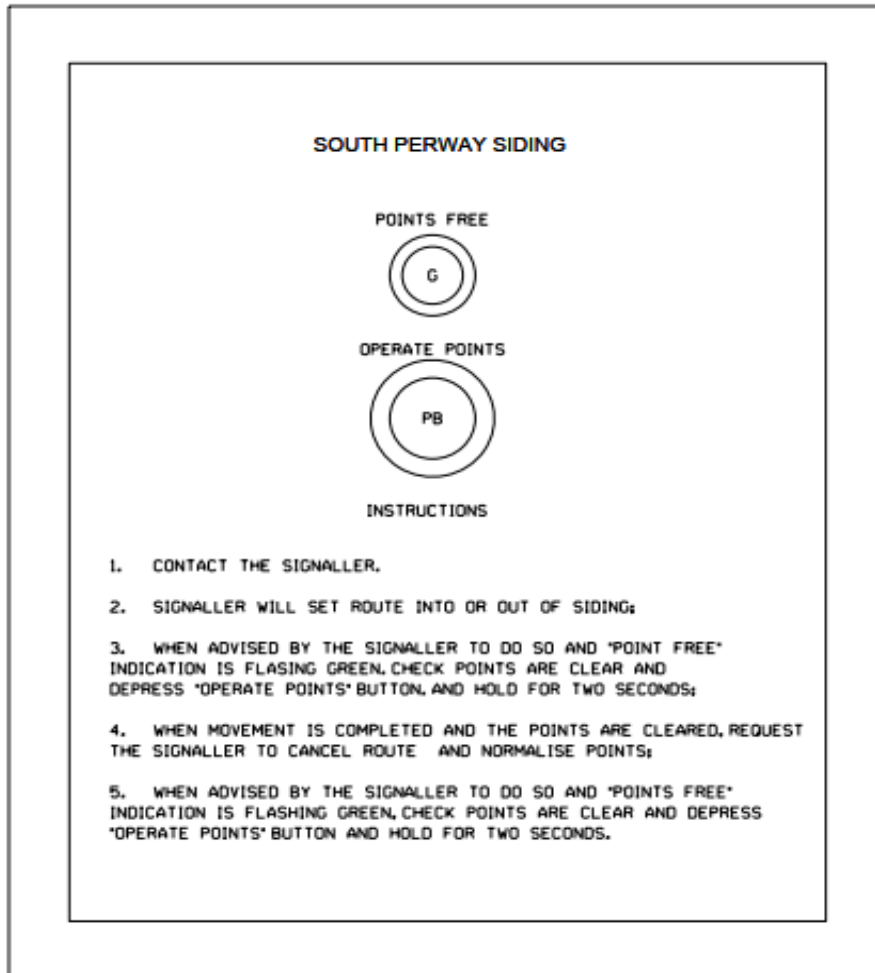 SOUTH PERWAY SIDING
POINTS FREE
G
OPERATE POINTS
PB
INSTRUCTIONS
1. CONTACT THE SIGNALLER.
2. SIGNALLER WILL SET ROUTE INTO OR OUT OF SIDING;
3. WHEN ADVISED BY THE SIGNALLER TO DO SO AND "POINT FREE"
INDICATION IS FLASING GREEN, CHECK POINTS ARE CLEAR AND
DEPRESS "OPERATE POINTS" BUTTON, AND HOLD FOR TWO SECONDS;
4. WHEN MOVEMENT IS COMPLETED AND THE POINTS ARE CLEARED, REQUEST
THE SIGNALLER TO CANCEL ROUTE AND NORMALISE POINTS;
5. WHEN ADVISED BY THE SIGNALLER TO DO SO AND "POINTS FREE"
INDICATION IS FLASHING GREEN, CHECK POINTS ARE CLEAR AND DEPRESS
"OPERATE POINTS" BUTTON AND HOLD FOR TWO SECONDS.